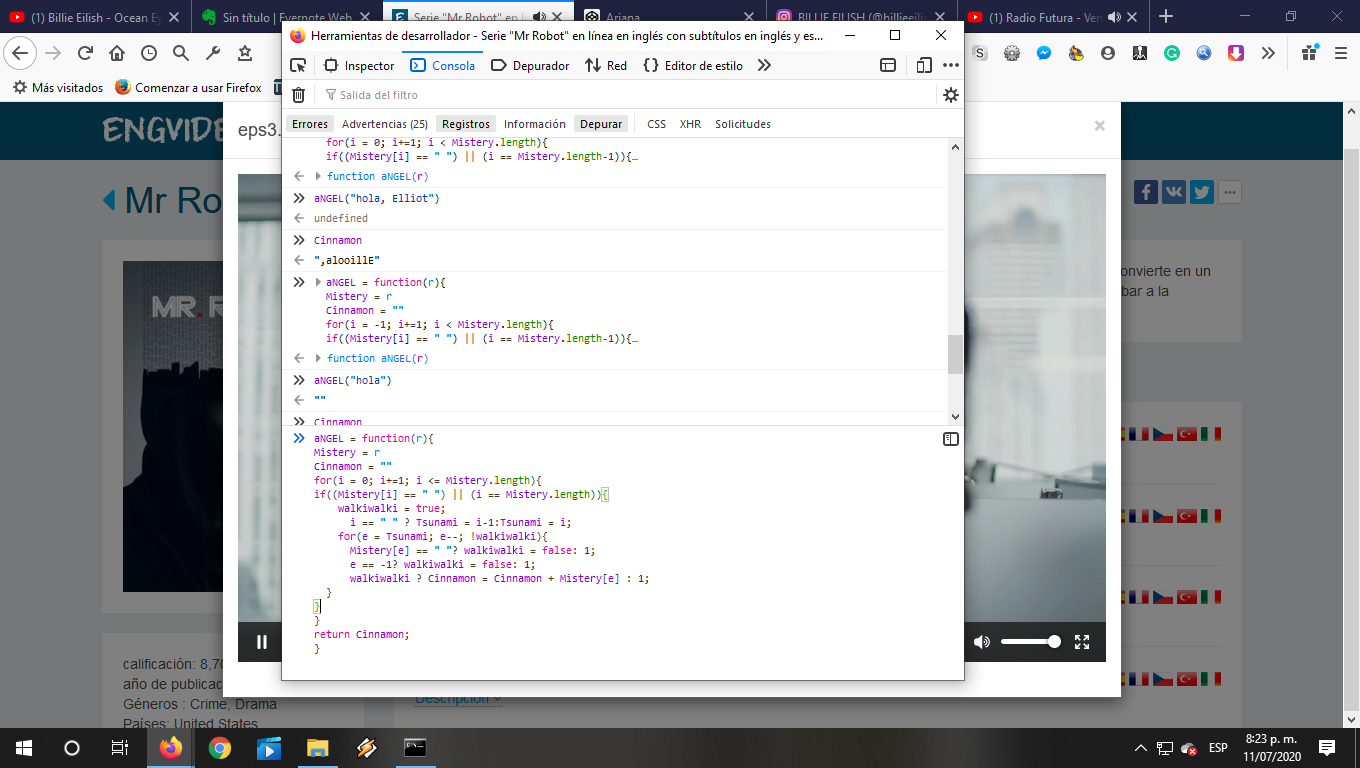 (1) Billie Eilish - Ocean Ey
Sin título | Evernote Web
Serie "Mr Robot" en lí
Ariana
BILLIE EILISH (@billieeilis
(1) Radio Futura - Ven
Herramientas de desarrollador - Serie "Mr Robot" en línea en inglés con subtítulos en inglés y es...
Inspector
Consola
Depurador
Red
{} Editor de estilo
Más visitados
Comenzar a usar Firefox
Salida del filtro
Errores
Advertencias (25)
Registros
Información
Depurar
CSS
XHR
Solicitudes
ENGVIDE
eps3.
Mr Ro
MR. R
for(i = 0; i+=1; i < Mistery.length){
if((Mistery[i] == " ") || (i == Mistery.length-1)){…
function aNGEL(r)
aNGEL("hola, Elliot")
undefined
Cinnamon
",alooillE"
aNGEL = function(r){
Mistery = r
Cinnamon = ""
for(i = -1; i+=1; i < Mistery.length){
if((Mistery[i] == " ") || (i == Mistery.length-1)){…
function aNGEL(r)
aNGEL("hola")
""
Cinnamon
aNGEL = function(r){
Mistery = r
Cinnamon = ""
for(i = 0; i+=1; i <= Mistery.length){
if((Mistery[i] == " ") || (i == Mistery.length)){
walkiwalki = true;
i == " " ? Tsunami = i-1:Tsunami = i;
for(e = Tsunami; e--; !walkiwalki){
Mistery[e] == " "? walkiwalki = false: 1;
e == -1? walkiwalki = false: 1;
walkiwalki ? Cinnamon = Cinnamon + Mistery[e] : 1;
}
}
}
return Cinnamon;
}
onvierte en un
bar a la
calificación: 8,70
año de publicac
Géneros : Crime, Drama
Países: United States
Descripción
ESP
8:23 p. m.
11/07/2020